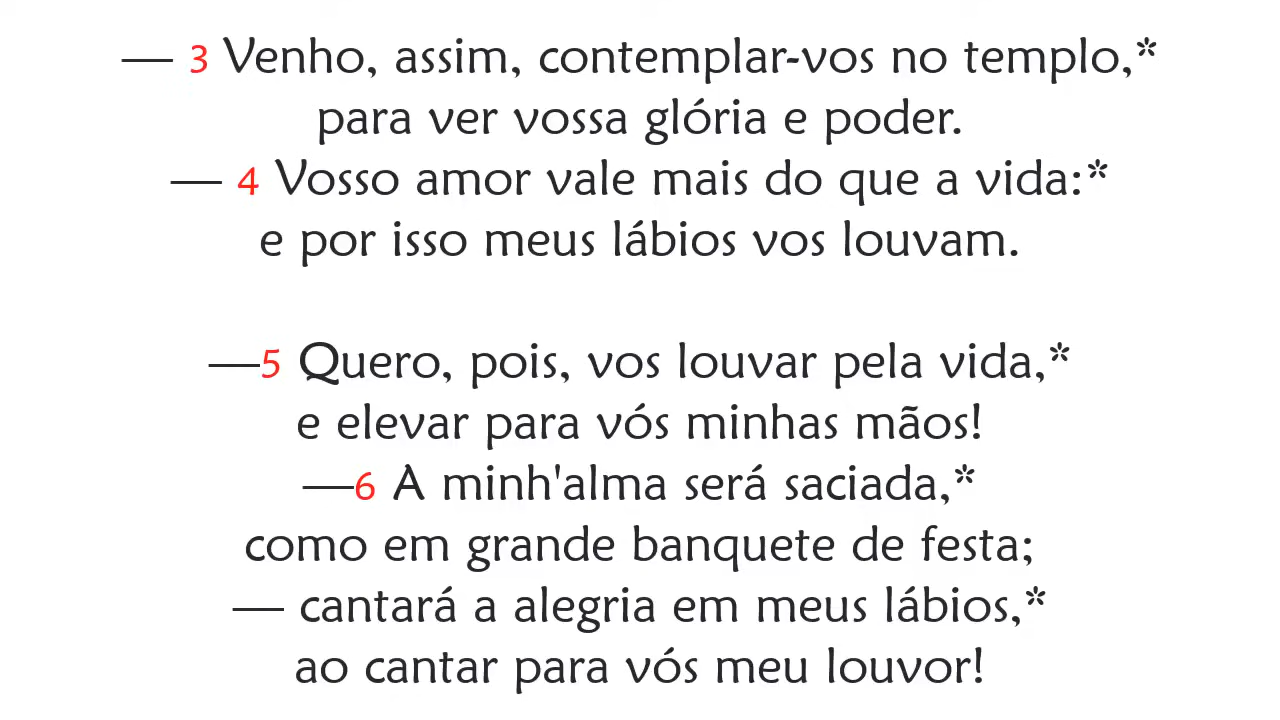 — 3 Venho, assim, contemplar-vos no templo,*
para ver vossa glória e poder.
— 4 Vosso amor vale mais do que a vida:*
e por isso meus lábios vos louvam.
—5 Quero, pois, vos louvar pela vida,*
e elevar para vós minhas mãos!
—6 A minh'alma será saciada,*
como em grande banquete de festa;
— cantará a alegria em meus lábios,*
ao cantar para vós meu louvor!